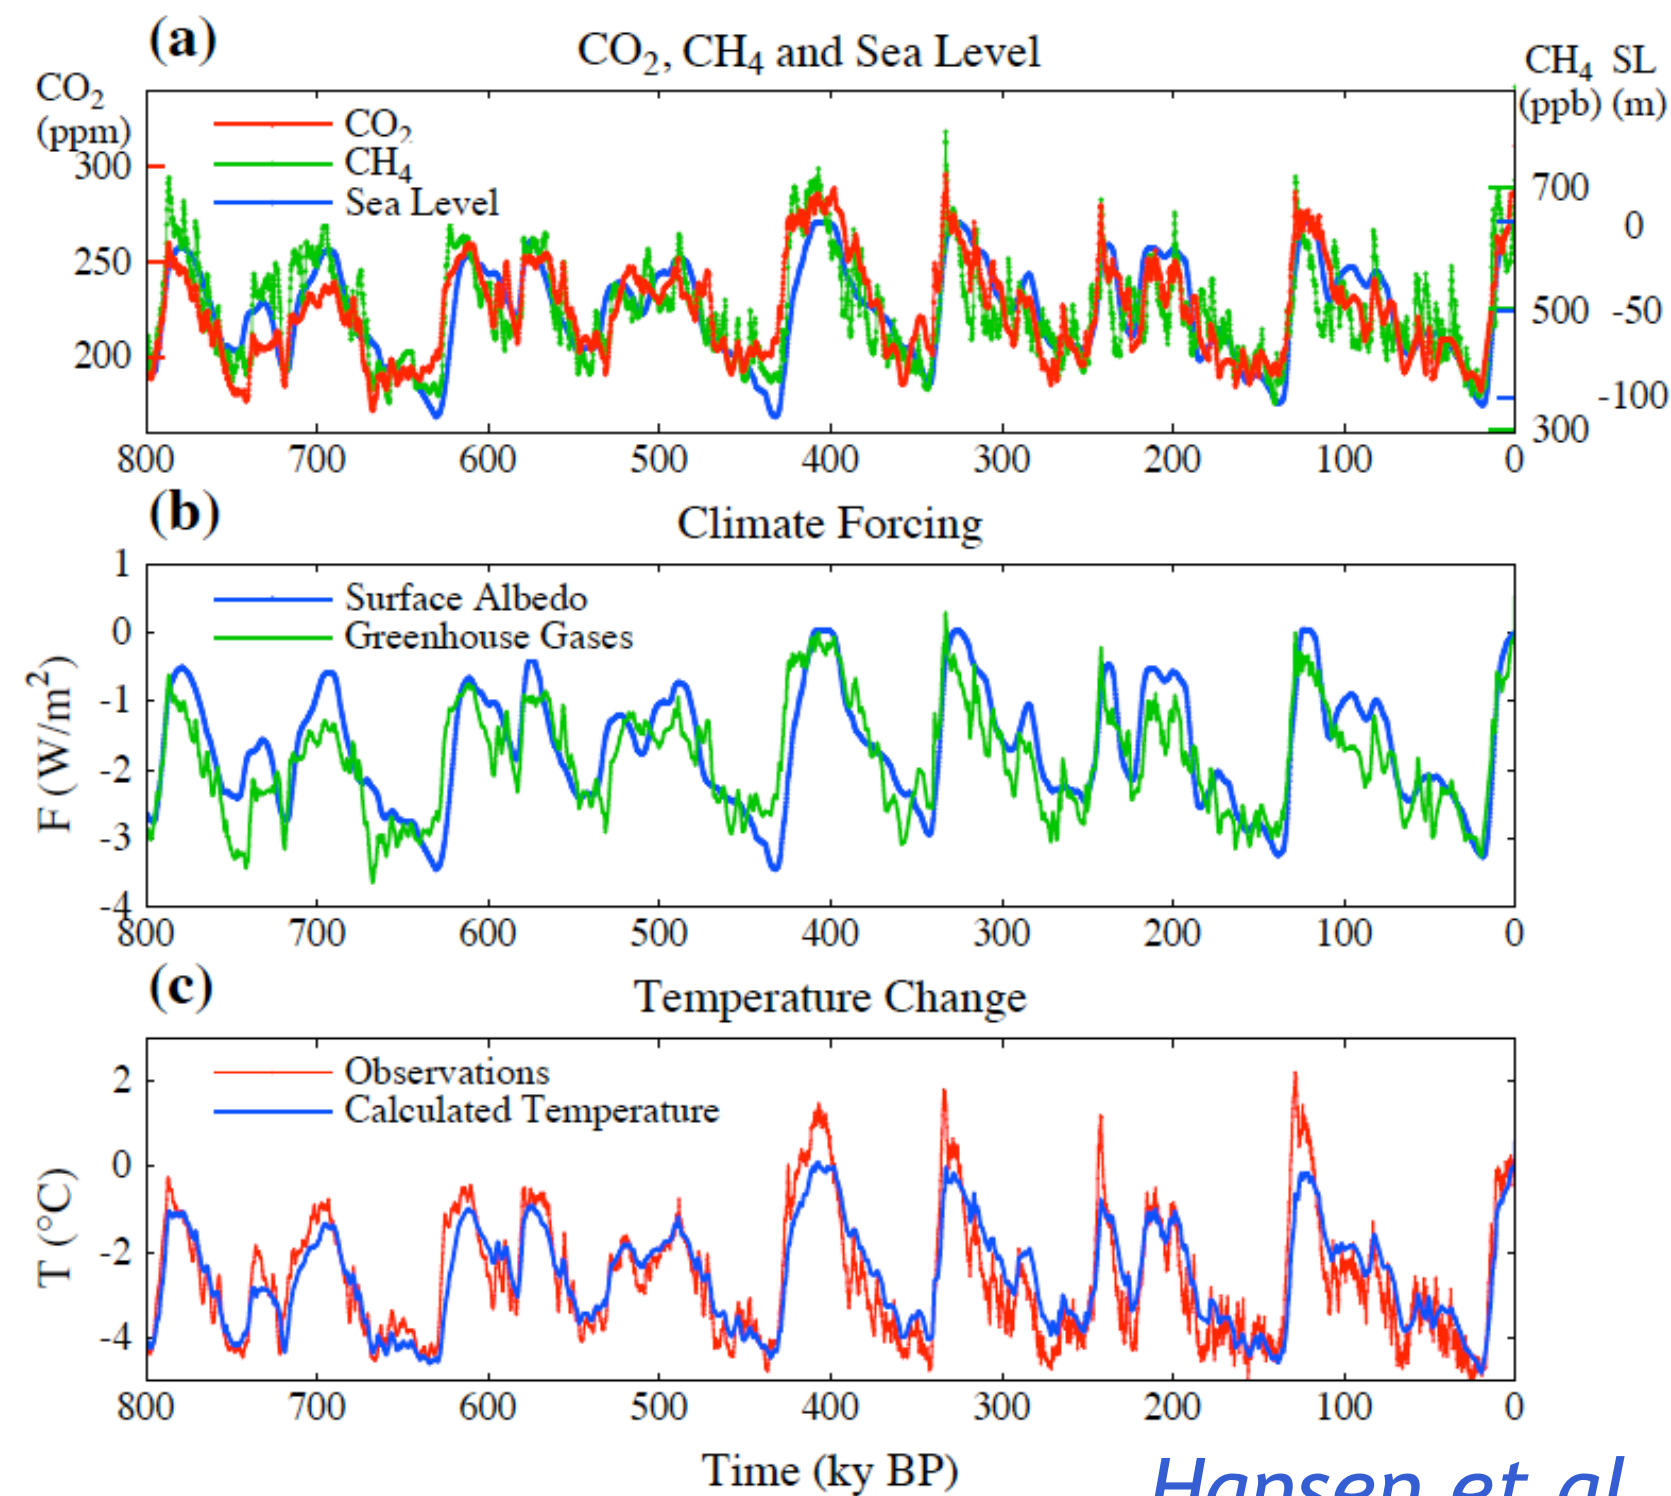 (a)
CO₂, CH₄ and Sea Level
CO₂
(ppm)
CH₄ SL
(ppb) (m)
CO₂
CH₄
Sea Level
300
250
200
700
500
300
0
-50
-100
800 700 600 500 400 300 200 100 0
(b)
Climate Forcing
Surface Albedo
Greenhouse Gases
F (W/m²)
1
0
-1
-2
-3
-4
800 700 600 500 400 300 200 100 0
(c)
Temperature Change
Observations
Calculated Temperature
T (°C)
2
0
-2
-4
800 700 600 500 400 300 200 100 0
Time (ky BP)
Hansen et al